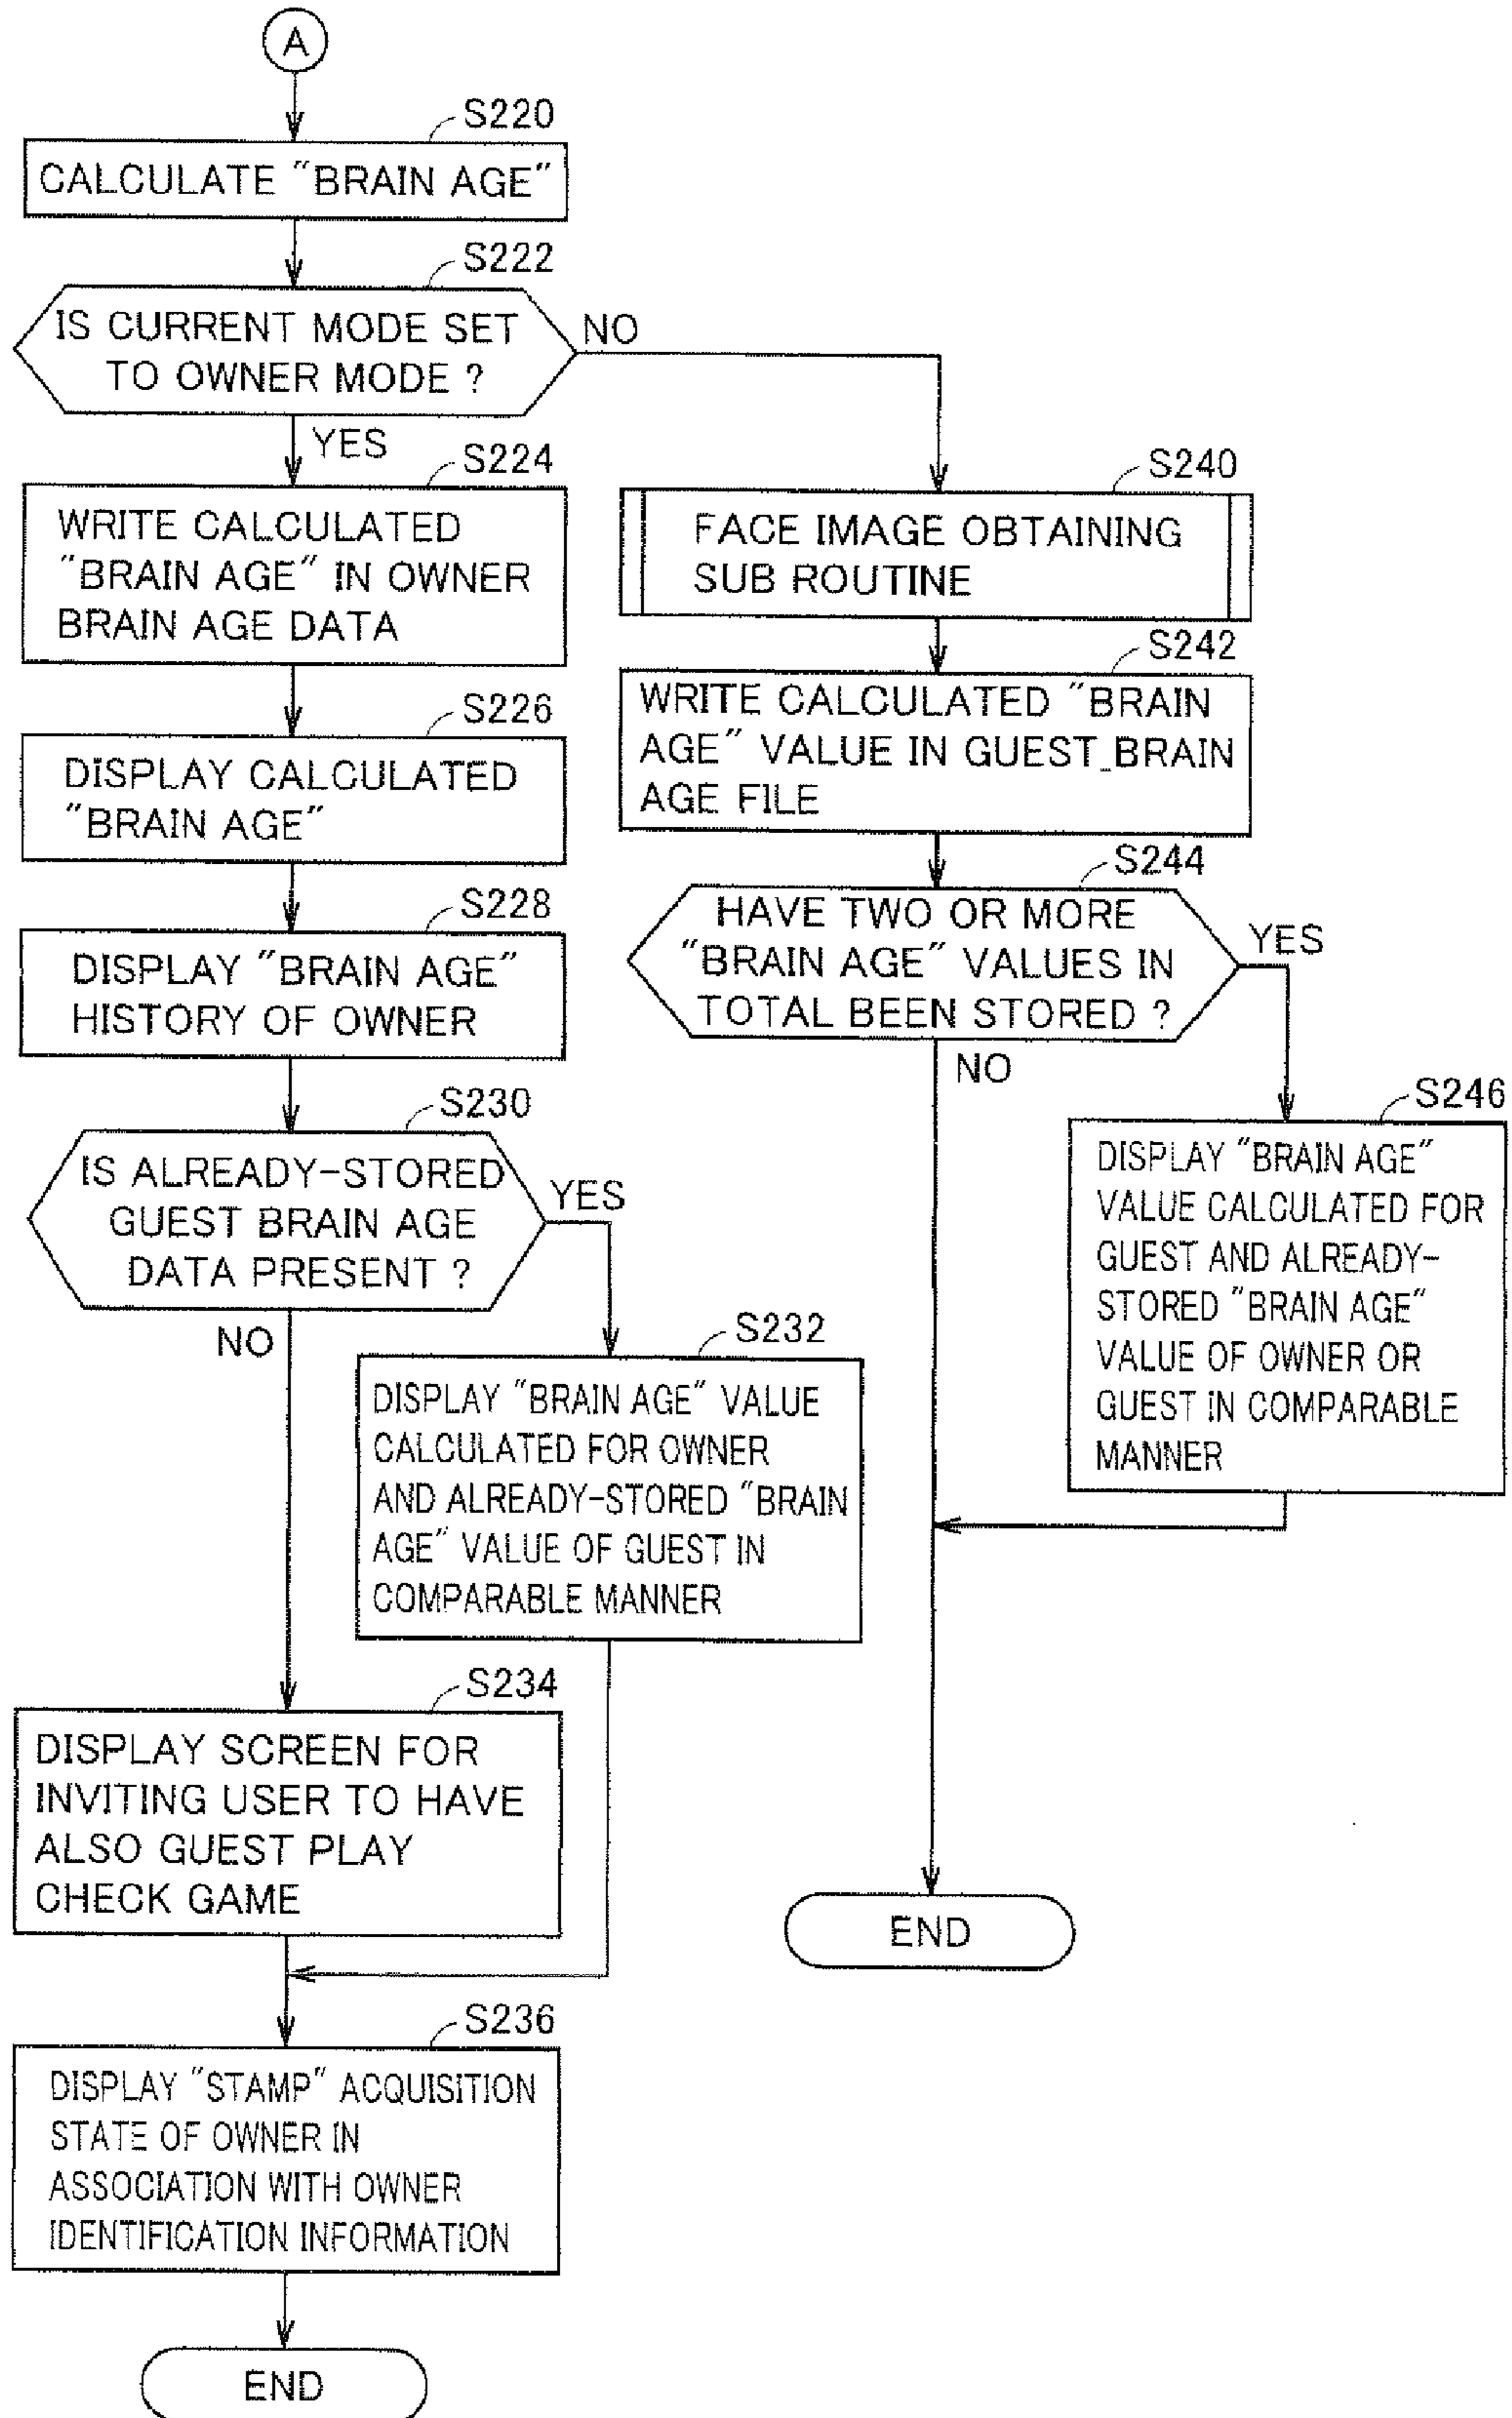 A
S220
CALCULATE "BRAIN AGE"
S222
IS CURRENT MODE SET
TO OWNER MODE ?
NO
YES
S224
WRITE CALCULATED
"BRAIN AGE" IN OWNER
BRAIN AGE DATA
S226
DISPLAY CALCULATED
"BRAIN AGE"
S228
DISPLAY "BRAIN AGE"
HISTORY OF OWNER
S230
IS ALREADY-STORED
GUEST BRAIN AGE
DATA PRESENT ?
YES
NO
S232
DISPLAY "BRAIN AGE" VALUE
CALCULATED FOR OWNER
AND ALREADY-STORED "BRAIN
AGE" VALUE OF GUEST IN
COMPARABLE MANNER
S234
DISPLAY SCREEN FOR
INVITING USER TO HAVE
ALSO GUEST PLAY
CHECK GAME
S236
DISPLAY "STAMP" ACQUISITION
STATE OF OWNER IN
ASSOCIATION WITH OWNER
IDENTIFICATION INFORMATION
END
S240
FACE IMAGE OBTAINING
SUB ROUTINE
S242
WRITE CALCULATED "BRAIN
AGE" VALUE IN GUEST_BRAIN
AGE FILE
S244
HAVE TWO OR MORE
"BRAIN AGE" VALUES IN
TOTAL BEEN STORED ?
YES
NO
S246
DISPLAY "BRAIN AGE"
VALUE CALCULATED FOR
GUEST AND ALREADY-
STORED "BRAIN AGE"
VALUE OF OWNER OR
GUEST IN COMPARABLE
MANNER
END